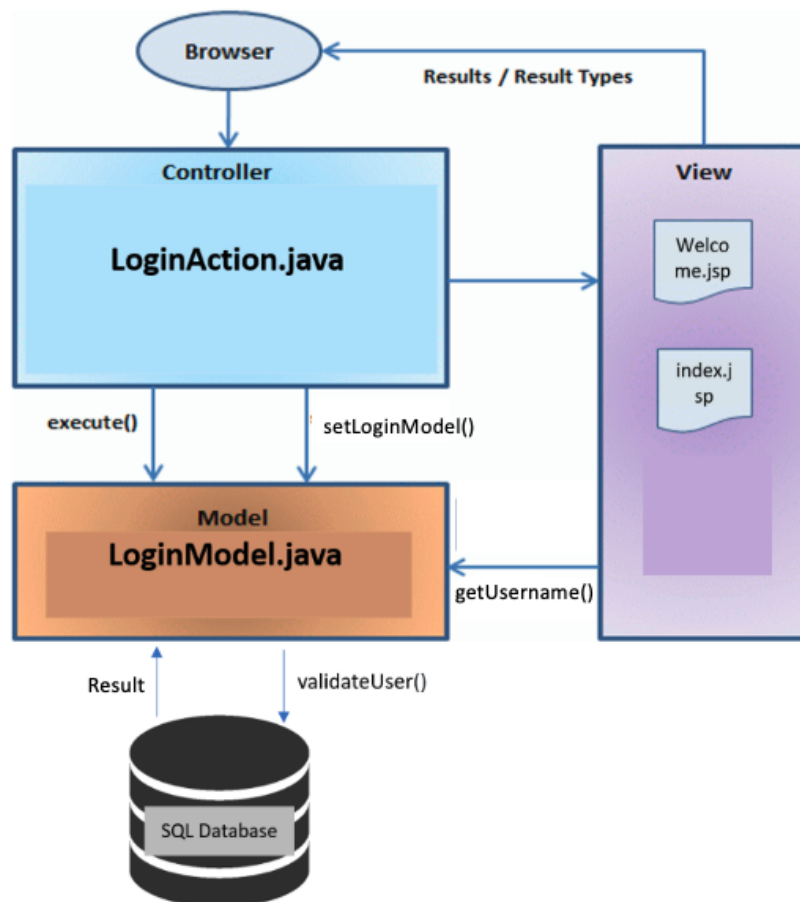 Browser
Results / Result Types
Controller
View
LoginAction.java
Welco
me.jsp
index.j
sp
execute()
setLoginModel()
Model
LoginModel.java
getUsername()
Result
validateUser()
SQL Database